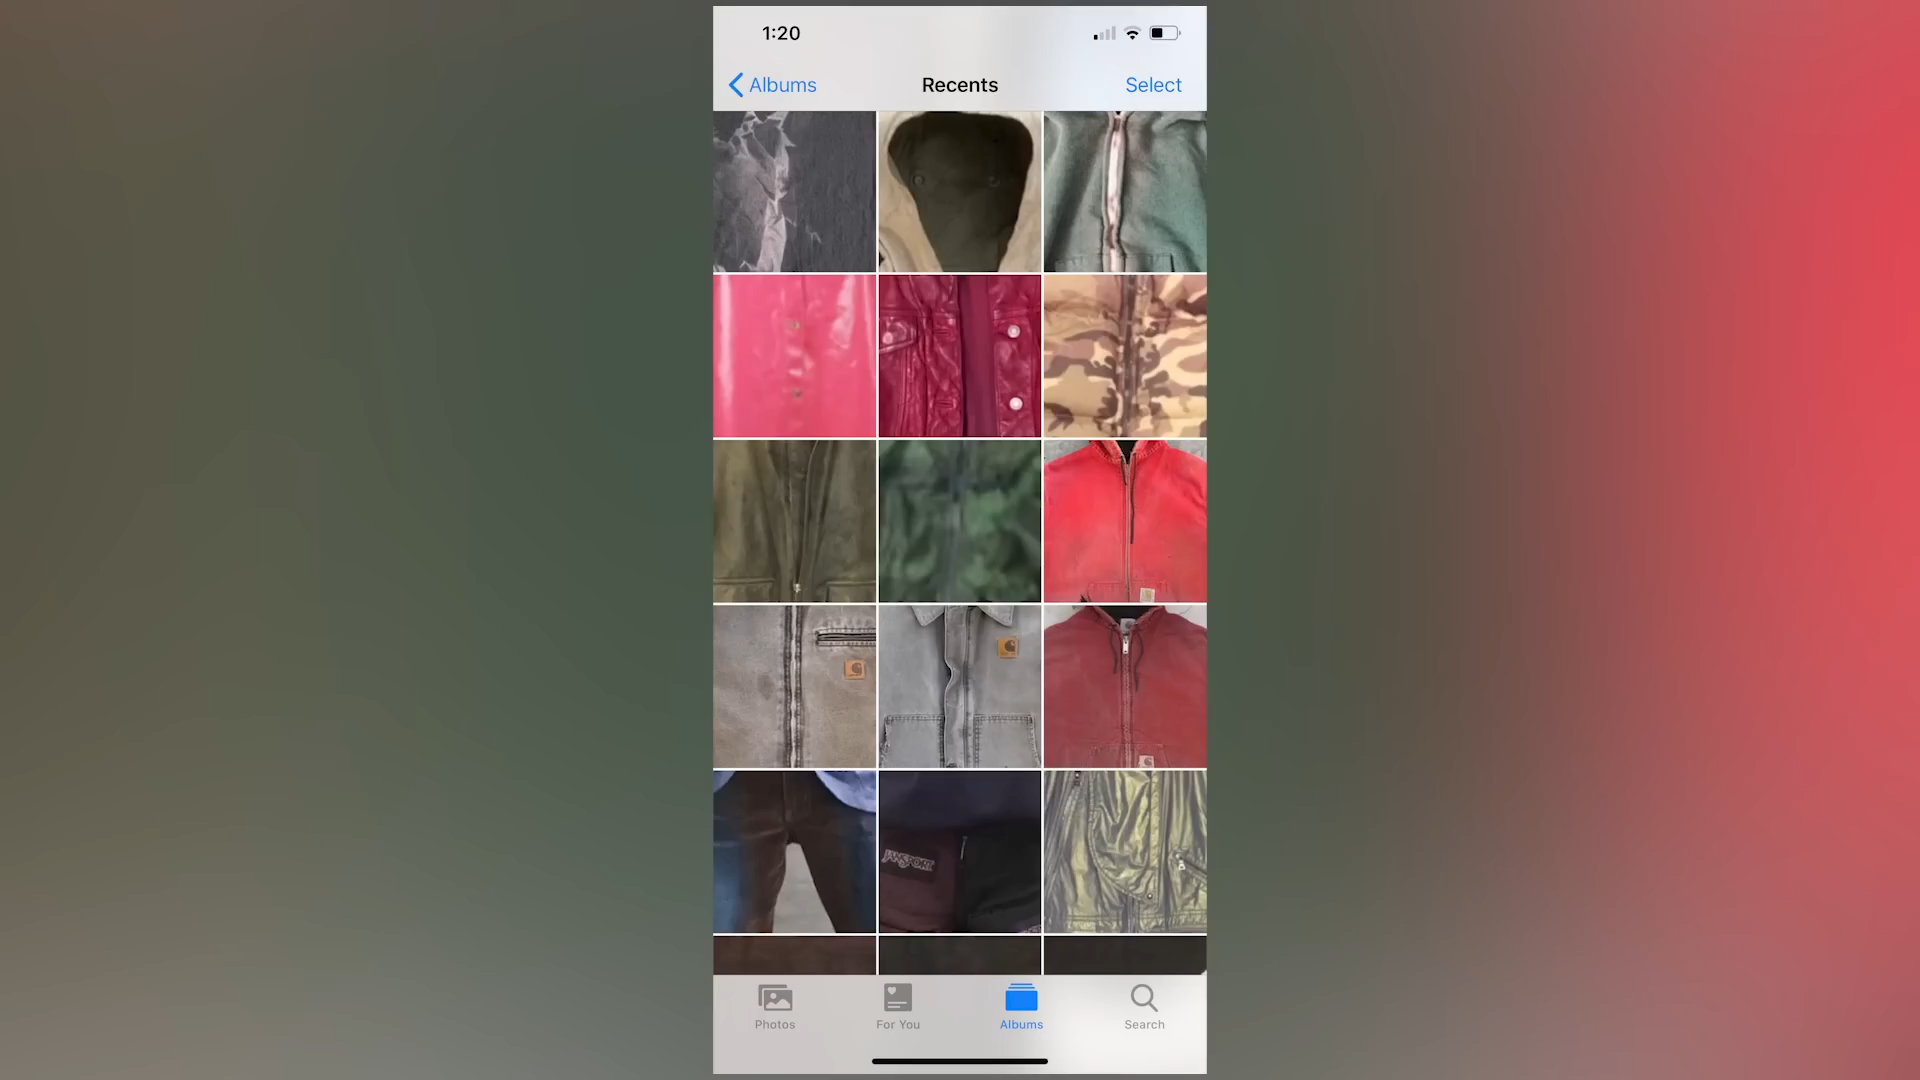 1:20
Albums
Recents
Select
JANSPORT
Photos
For You
Albums
Search